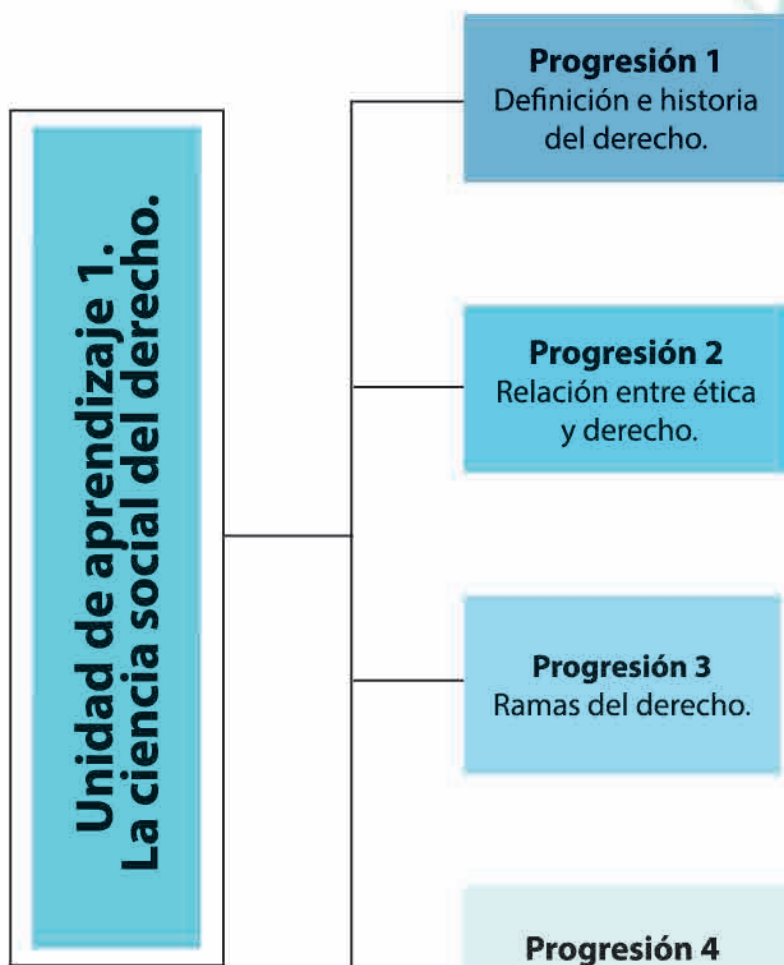 Unidad de aprendizaje 1.
La ciencia social del derecho.
Progresión 1
Definición e historia
del derecho.
Progresión 2
Relación entre ética
y derecho.
Progresión 3
Ramas del derecho.
Progresión 4